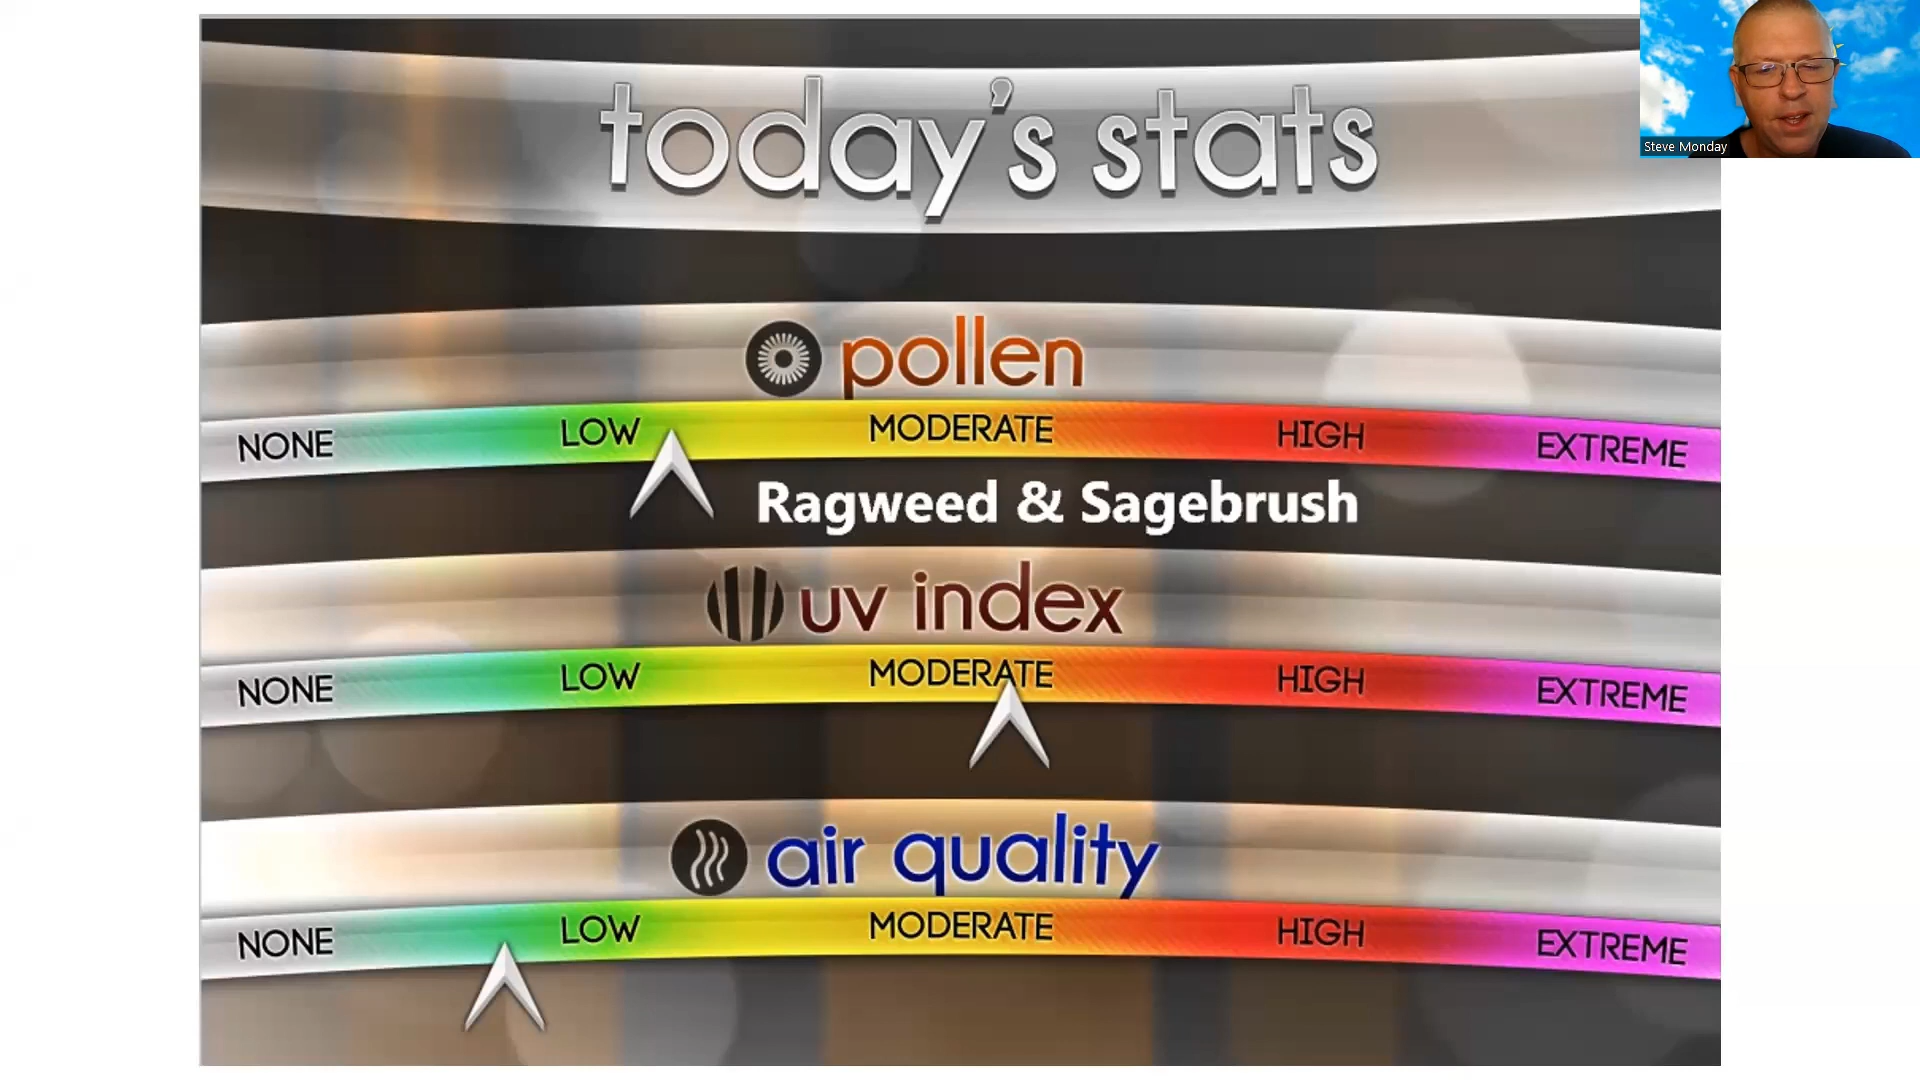 today's stats
Steve Monday
pollen
NONE LOW MODERATE HIGH EXTREME
Ragweed & Sagebrush
uv index
NONE LOW MODERATE HIGH EXTREME
air quality
NONE LOW MODERATE HIGH EXTREME